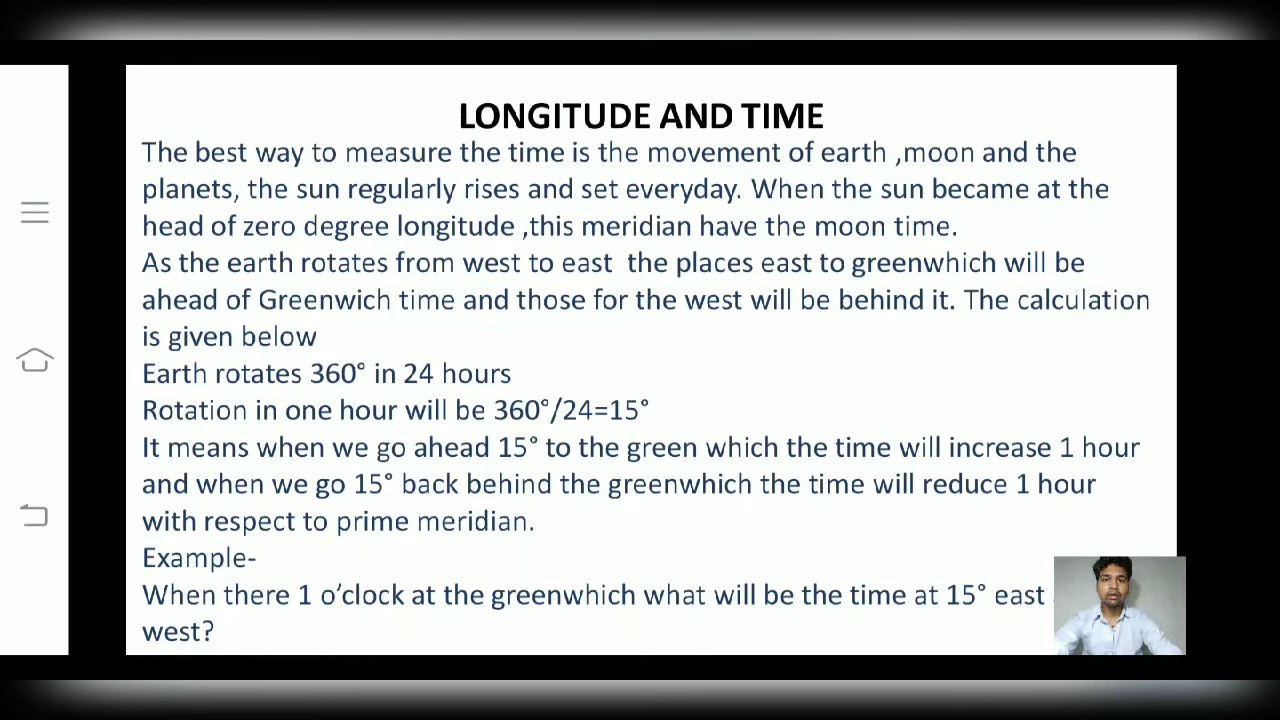 LONGITUDE AND TIME
The best way to measure the time is the movement of earth ,moon and the
planets, the sun regularly rises and set everyday. When the sun became at the
head of zero degree longitude ,this meridian have the moon time.
As the earth rotates from west to east  the places east to greenwhich will be
ahead of Greenwich time and those for the west will be behind it. The calculation
is given below
Earth rotates 360° in 24 hours
Rotation in one hour will be 360°/24=15°
It means when we go ahead 15° to the green which the time will increase 1 hour
and when we go 15° back behind the greenwhich the time will reduce 1 hour
with respect to prime meridian.
Example-
When there 1 o’clock at the greenwhich what will be the time at 15° east
west?